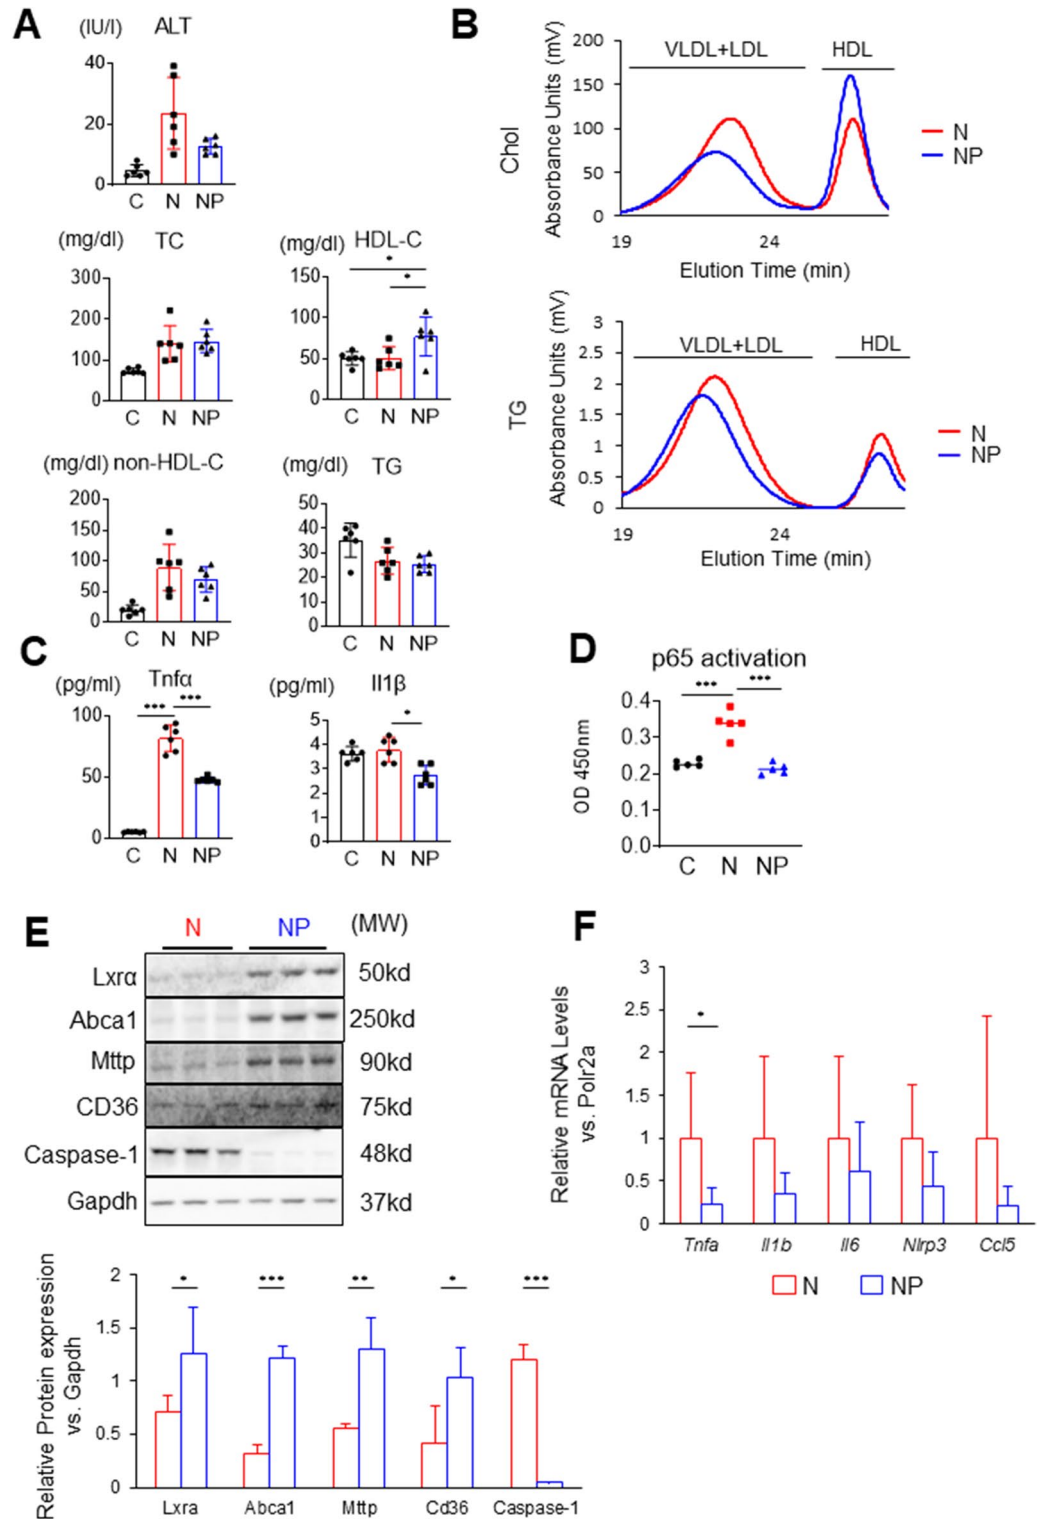 A
(IU/l) ALT
40
20
0
C N NP
(mg/dl) TC
300
200
100
0
C N NP
(mg/dl) HDL-C
* 
*
150
100
50
0
C N NP
(mg/dl) non-HDL-C
200
150
100
50
0
C N NP
(mg/dl) TG
50
40
30
20
10
0
C N NP
B
Chol
Absorbance Units (mV)
200
150
100
50
0
VLDL+LDL HDL
N
NP
19 24
Elution Time (min)
TG
Absorbance Units (mV)
3
2.5
2
1.5
1
0.5
0
VLDL+LDL HDL
N
NP
19 24
Elution Time (min)
C
(pg/ml) Tnfα
*** ***
100
50
0
C N NP
(pg/ml) Il1β
*
5
4
3
2
1
0
C N NP
D
p65 activation
*** ***
OD 450nm
0.4
0.3
0.2
0.1
0.0
C N NP
E
N NP (MW)
Lxrα 50kd
Abca1 250kd
Mttp 90kd
CD36 75kd
Caspase-1 48kd
Gapdh 37kd
Relative Protein expression
vs. Gapdh
2
1.5
1
0.5
0
* *** ** * ***
Lxra Abca1 Mttp Cd36 Caspase-1
F
Relative mRNA Levels
vs. Polr2a
3
2.5
2
1.5
1
0.5
0
*
Tnfa Il1b Il6 Nlrp3 Ccl5
N NP